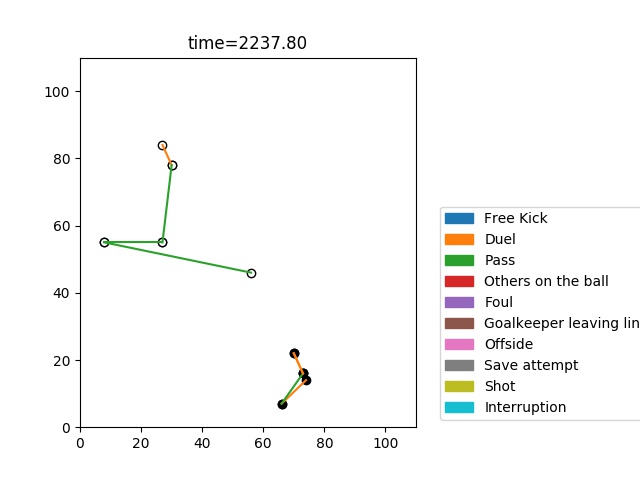 time=2237.80
100
80
60
40
20
0
0 20 40 60 80 100
Free Kick
Duel
Pass
Others on the ball
Foul
Goalkeeper leaving lin
Offside
Save attempt
Shot
Interruption